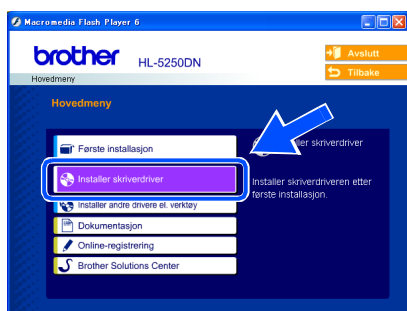 Macromedia Flash Player 6
brother
HL-5250DN
Avslutt
Tilbake
Hovedmeny
Hovedmeny
Første installasjon
skriverdriver
Installer skriverdriver
Installer skriverdriveren etter
første installasjon.
Installer andre drivere el. verktøy
Dokumentasjon
Online-registrering
Brother Solutions Center